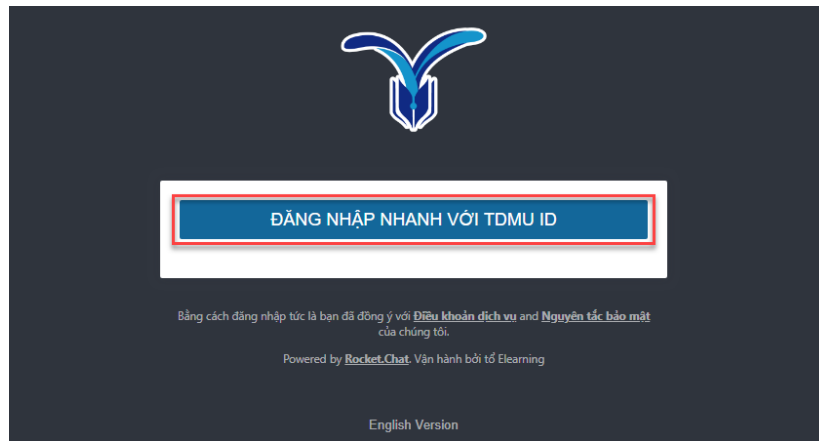 ĐĂNG NHẬP NHANH VỚI TDMU ID
Bằng cách đăng nhập tức là bạn đã đồng ý với Điều khoản dịch vụ and Nguyên tắc bảo mật
của chúng tôi.
Powered by Rocket.Chat. Vận hành bởi tổ Elearning
English Version